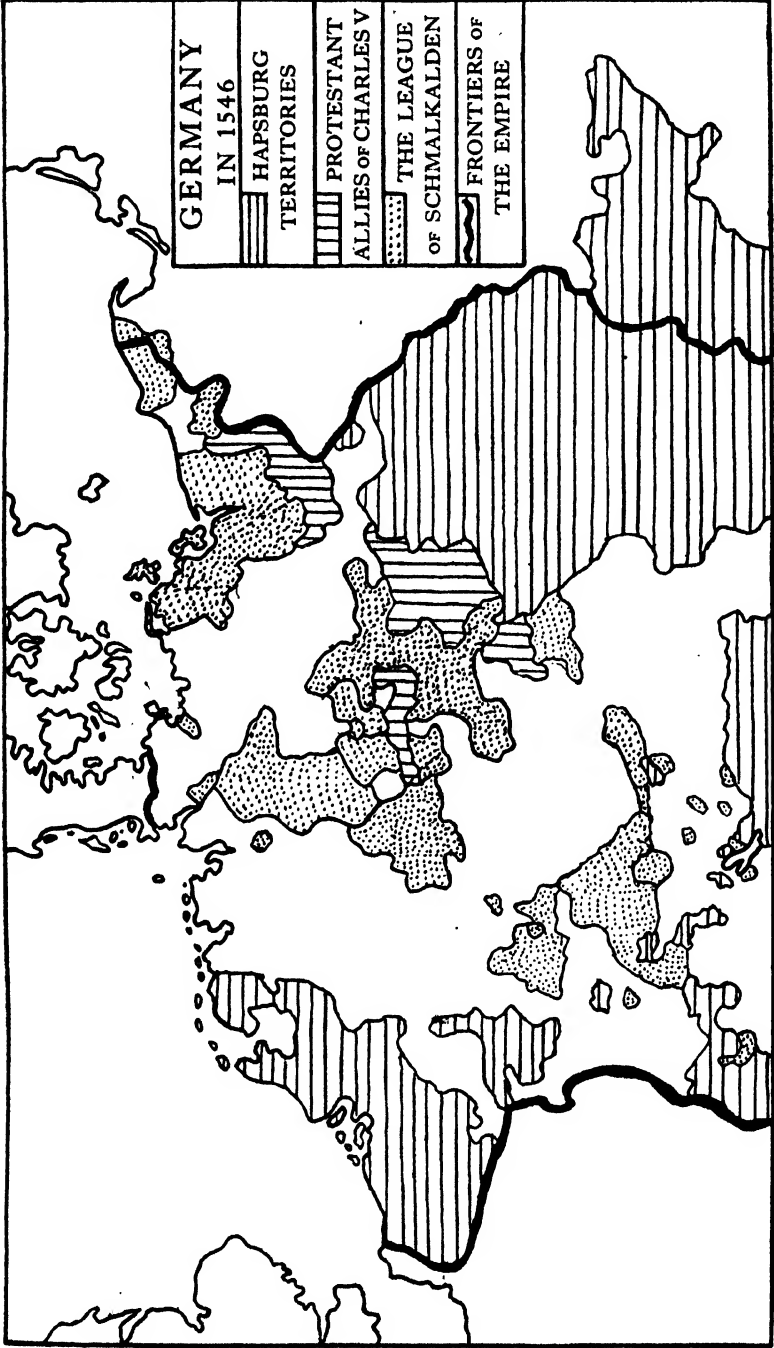 GERMANY
IN 1546
HAPSBURG
TERRITORIES
PROTESTANT
ALLIES OF CHARLES V
THE LEAGUE
OF SCHMALKALDEN
FRONTIERS OF
THE EMPIRE